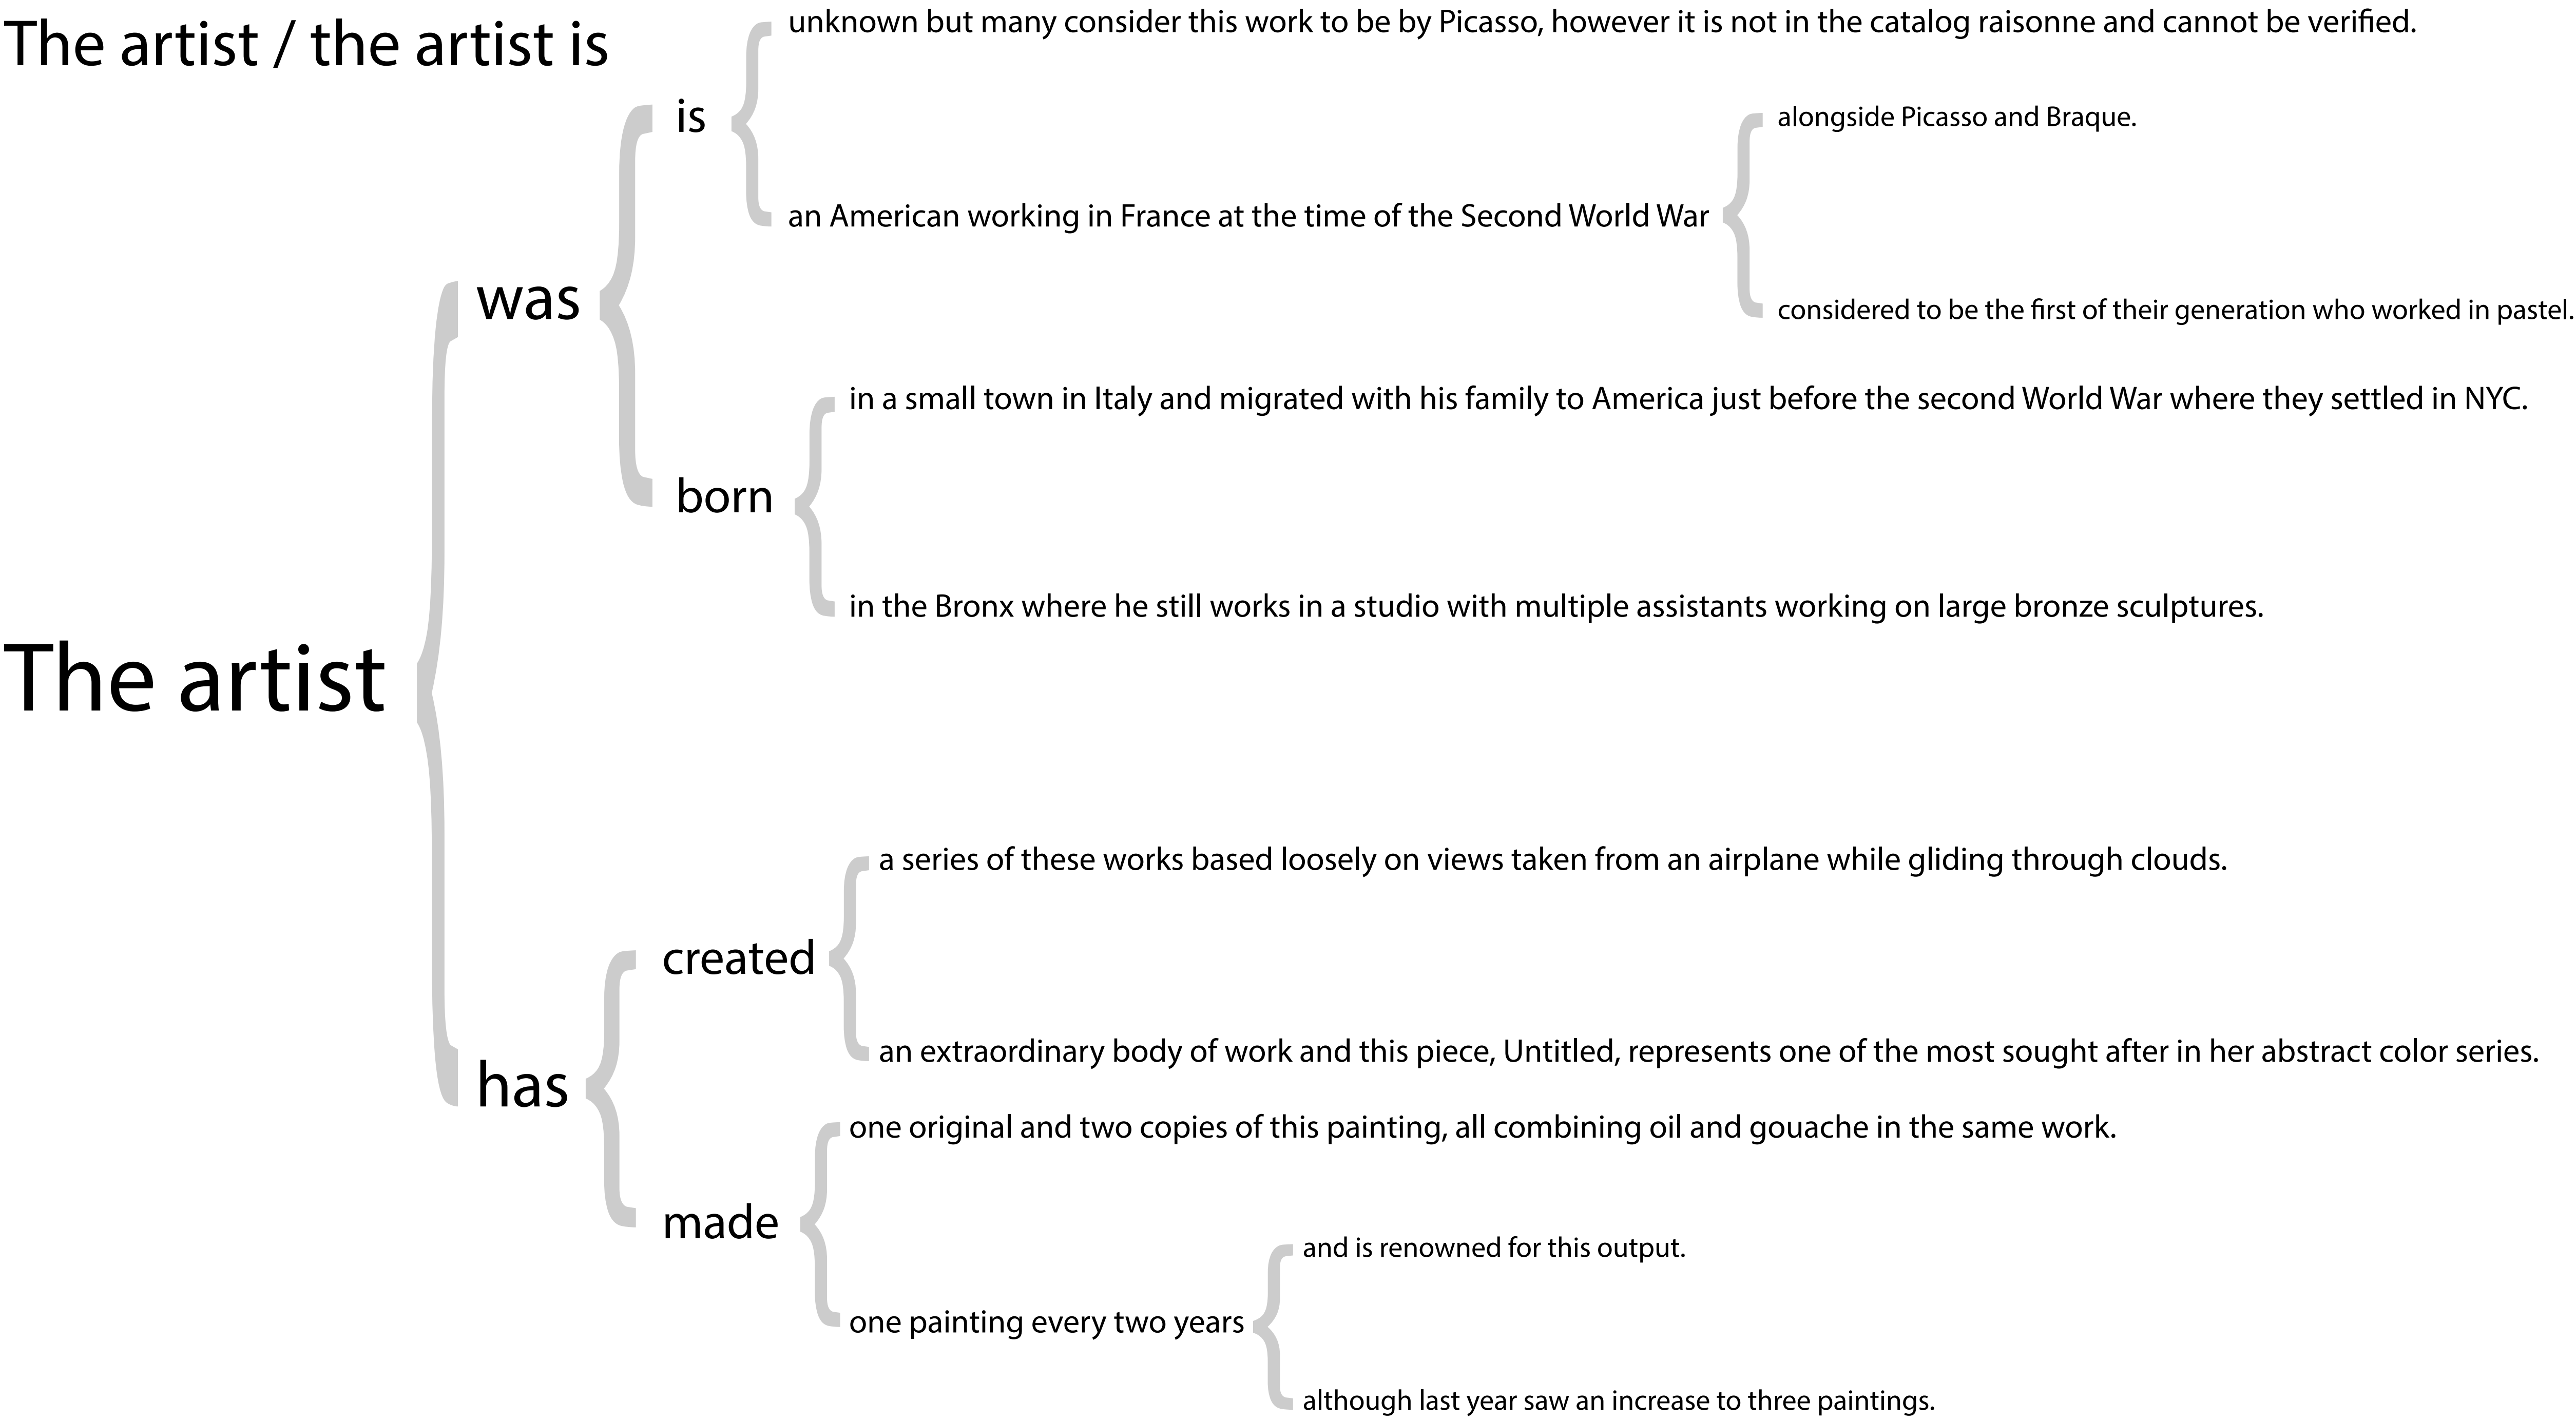 The artist / the artist is
unknown but many consider this work to be by Picasso, however it is not in the catalog raisonne and cannot be verified.
is
alongside Picasso and Braque.
an American working in France at the time of the Second World War
considered to be the first of their generation who worked in pastel.
was
in a small town in Italy and migrated with his family to America just before the second World War where they settled in NYC.
born
in the Bronx where he still works in a studio with multiple assistants working on large bronze sculptures.
The artist
a series of these works based loosely on views taken from an airplane while gliding through clouds.
created
an extraordinary body of work and this piece, Untitled, represents one of the most sought after in her abstract color series.
has
one original and two copies of this painting, all combining oil and gouache in the same work.
made
and is renowned for this output.
one painting every two years
although last year saw an increase to three paintings.